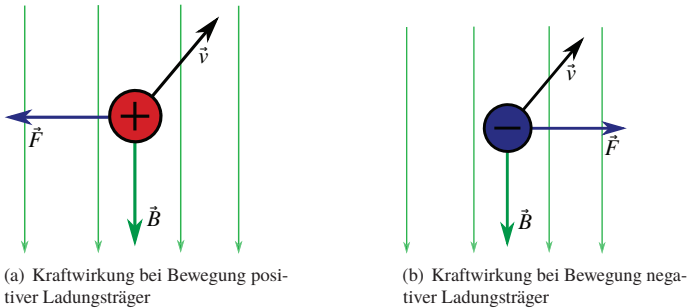 v⃗
+
F⃗
B⃗
(a) Kraftwirkung bei Bewegung posi-
tiver Ladungsträger
v⃗
−
F⃗
B⃗
(b) Kraftwirkung bei Bewegung nega-
tiver Ladungsträger